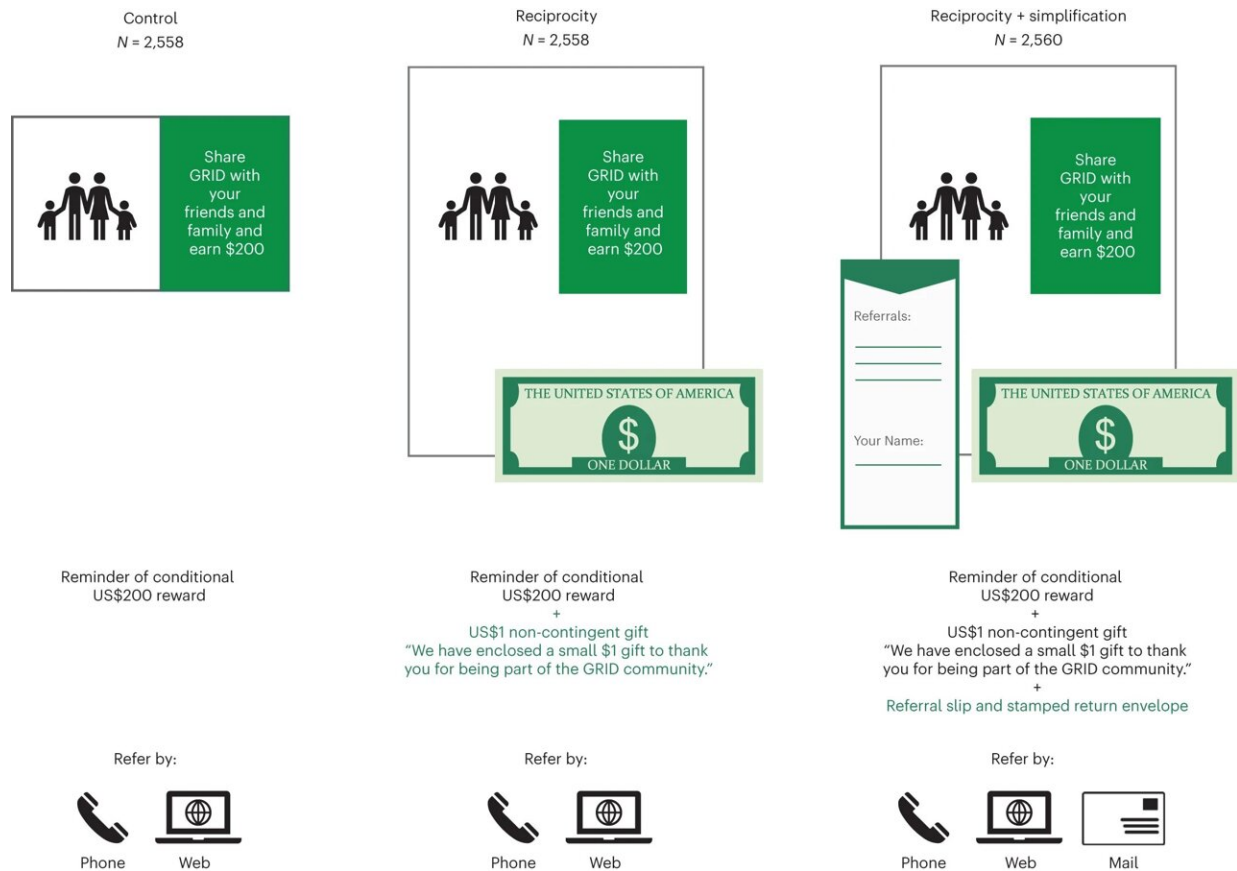 Control
N = 2,558
Share
GRID with
your
friends and
family and
earn $200
Reminder of conditional
US$200 reward
Refer by:
Phone
Web
Reciprocity
N = 2,558
Share
GRID with
your
friends and
family and
earn $200
THE UNITED STATES OF AMERICA
$
ONE DOLLAR
Reminder of conditional
US$200 reward
+
US$1 non-contingent gift
“We have enclosed a small $1 gift to thank
you for being part of the GRID community.”
Refer by:
Phone
Web
Reciprocity + simplification
N = 2,560
Share
GRID with
your
friends and
family and
earn $200
Referrals:
Your Name:
THE UNITED STATES OF AMERICA
$
ONE DOLLAR
Reminder of conditional
US$200 reward
+
US$1 non-contingent gift
“We have enclosed a small $1 gift to thank
you for being part of the GRID community.”
+
Referral slip and stamped return envelope
Refer by:
Phone
Web
Mail